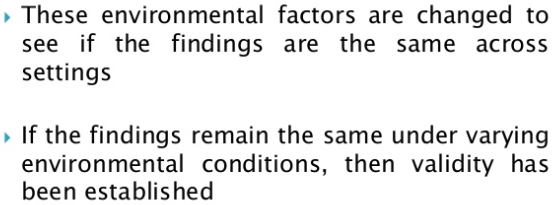 These environmental factors are changed to
see if the findings are the same across
settings
If the findings remain the same under varying
environmental conditions, then validity has
been established